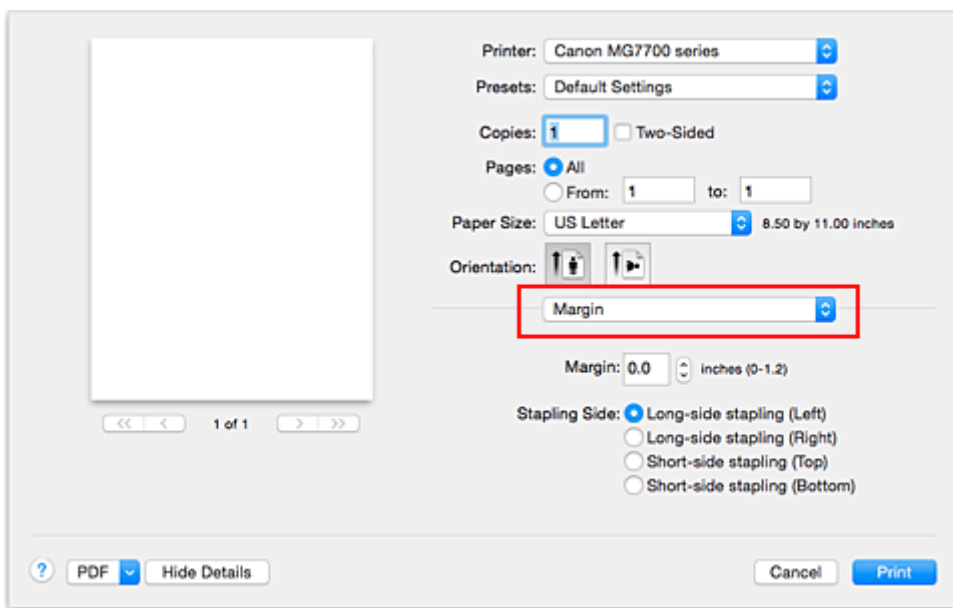 Printer: Canon MG7700 series
Presets: Default Settings
Copies: 1 Two-Sided
Pages: All
From: 1 to: 1
Paper Size: US Letter 8.50 by 11.00 inches
Orientation:
Margin
Margin: 0.0 inches (0-1.2)
Stapling Side: Long-side stapling (Left)
Long-side stapling (Right)
Short-side stapling (Top)
Short-side stapling (Bottom)
1 of 1
? PDF Hide Details Cancel Print